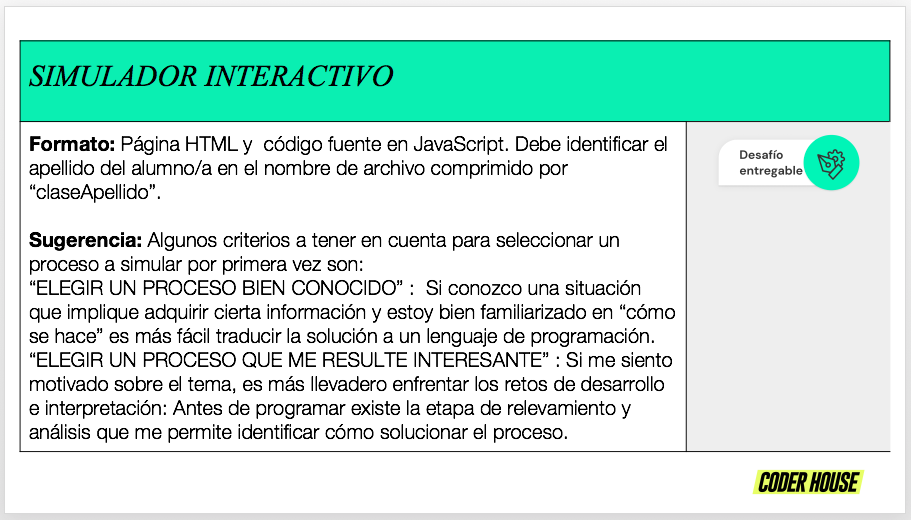 SIMULADOR INTERACTIVO
Formato: Página HTML y  código fuente en JavaScript. Debe identificar el
apellido del alumno/a en el nombre de archivo comprimido por
“claseApellido”.
Sugerencia: Algunos criterios a tener en cuenta para seleccionar un
proceso a simular por primera vez son:
“ELEGIR UN PROCESO BIEN CONOCIDO” :  Si conozco una situación
que implique adquirir cierta información y estoy bien familiarizado en “cómo
se hace” es más fácil traducir la solución a un lenguaje de programación.
“ELEGIR UN PROCESO QUE ME RESULTE INTERESANTE” : Si me siento
motivado sobre el tema, es más llevadero enfrentar los retos de desarrollo
e interpretación: Antes de programar existe la etapa de relevamiento y
análisis que me permite identificar cómo solucionar el proceso.
Desafío
entregable
CODER HOUSE